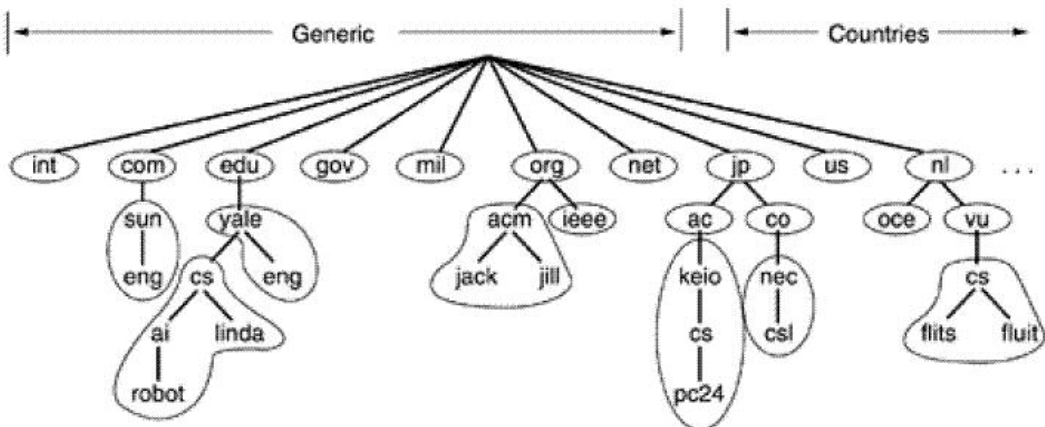 Generic Countries
int com edu gov mil org net jp us nl ...
sun yale acm ieee ac co oce vu
eng cs eng jack jill keio nec cs
ai linda cs csl flits fluit
robot pc24